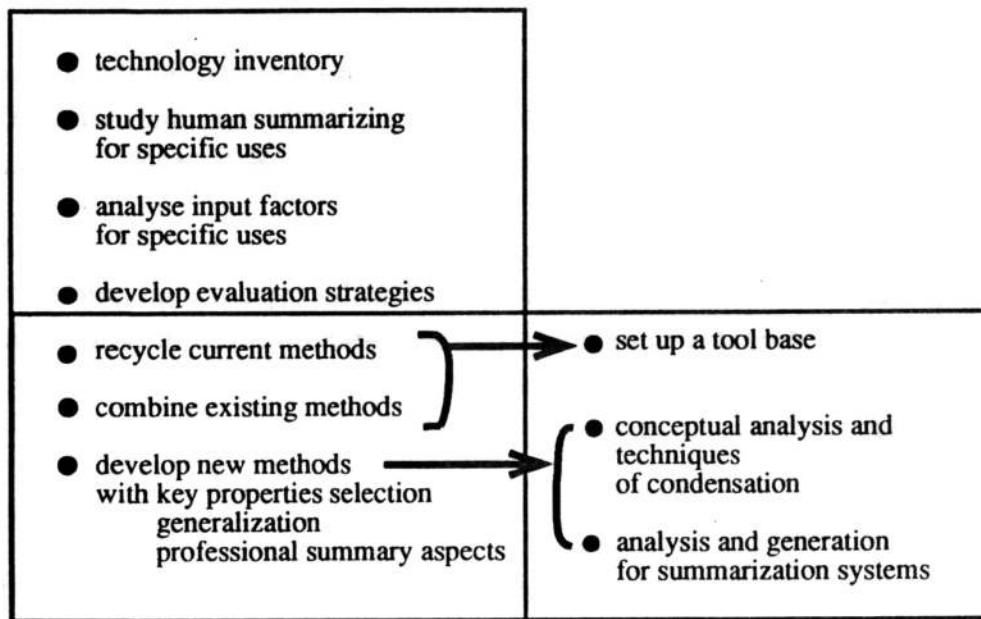 ● technology inventory
● study human summarizing
for specific uses
● analyse input factors
for specific uses
● develop evaluation strategies
● recycle current methods
● combine existing methods
● develop new methods
with key properties selection
generalization
professional summary aspects
● set up a tool base
● conceptual analysis and
techniques
of condensation
● analysis and generation
for summarization systems